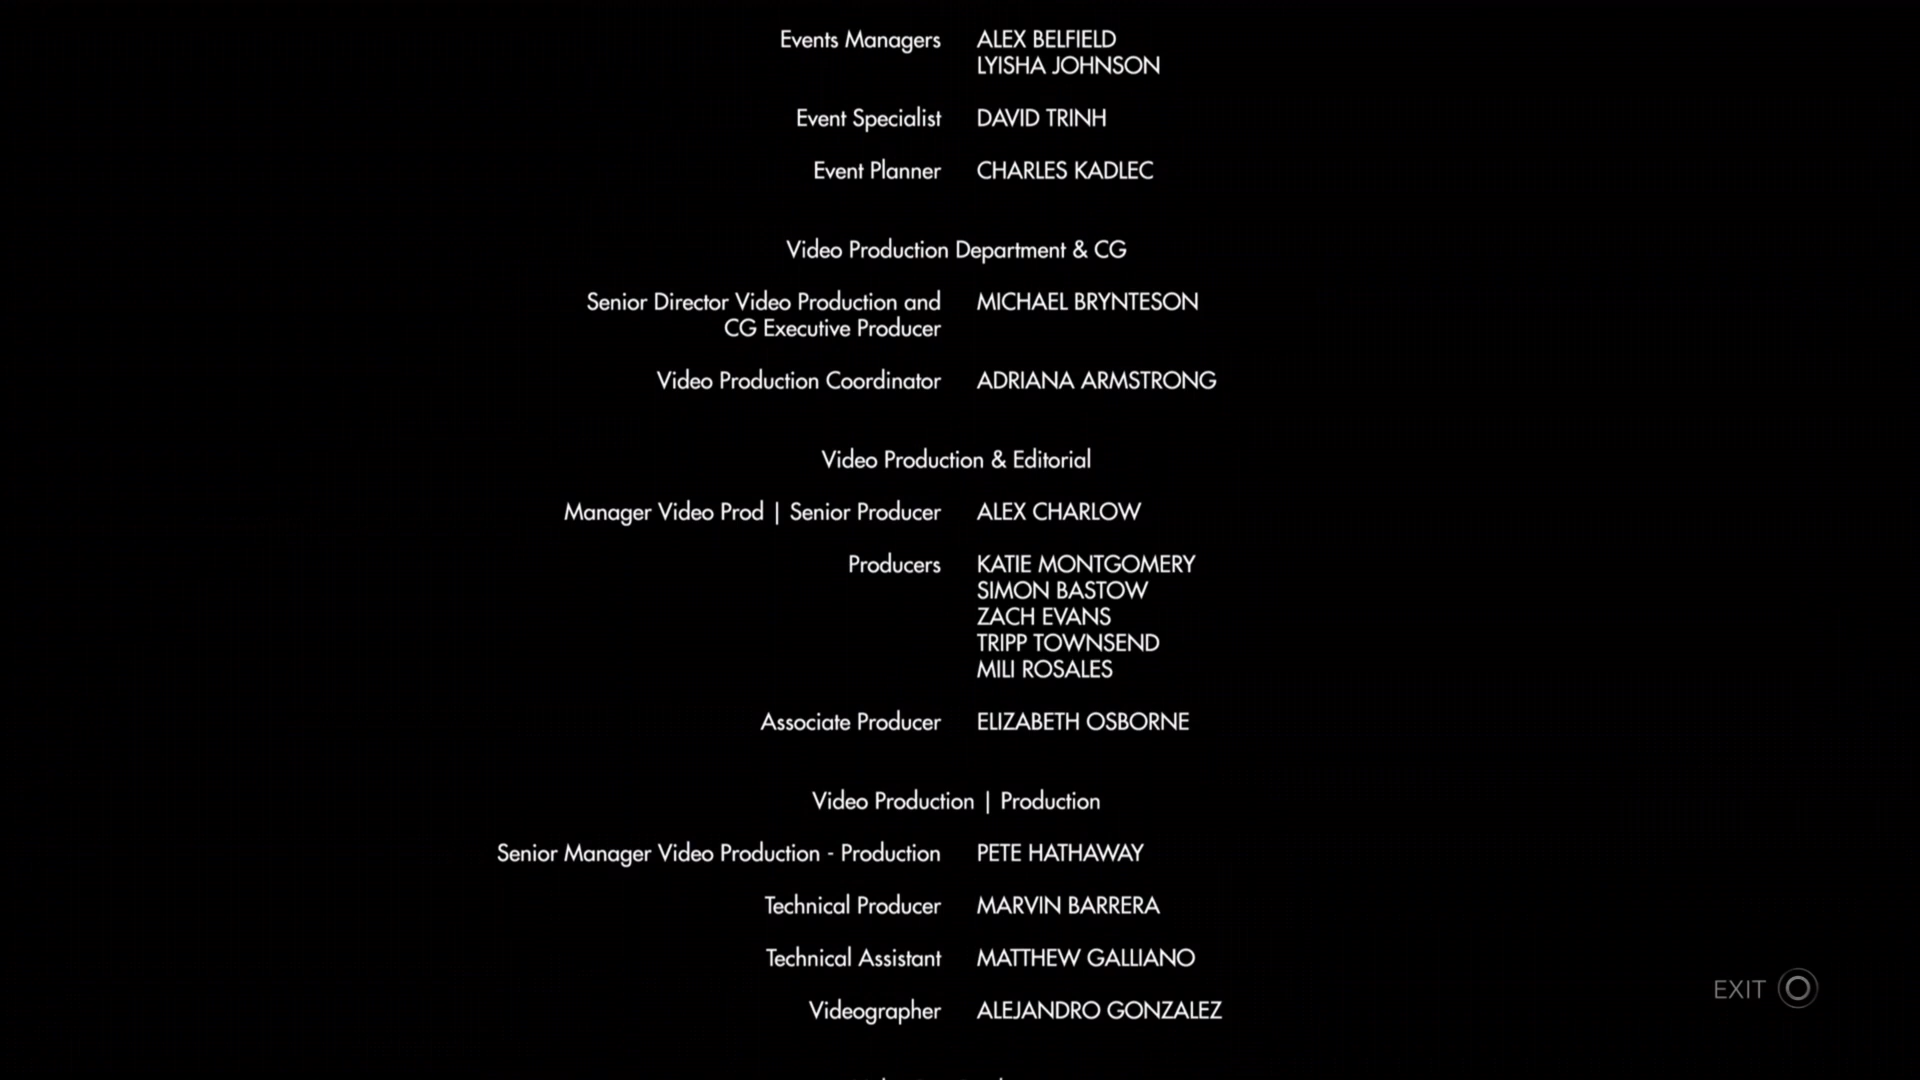 Events Managers ALEX BELFIELD
LYISHA JOHNSON
Event Specialist DAVID TRINH
Event Planner CHARLES KADLEC
Video Production Department & CG
Senior Director Video Production and MICHAEL BRYNTESON
CG Executive Producer
Video Production Coordinator ADRIANA ARMSTRONG
Video Production & Editorial
Manager Video Prod | Senior Producer ALEX CHARLOW
Producers KATIE MONTGOMERY
SIMON BASTOW
ZACH EVANS
TRIPP TOWNSEND
MILI ROSALES
Associate Producer ELIZABETH OSBORNE
Video Production | Production
Senior Manager Video Production - Production PETE HATHAWAY
Technical Producer MARVIN BARRERA
Technical Assistant MATTHEW GALLIANO
EXIT
Videographer ALEJANDRO GONZALEZ